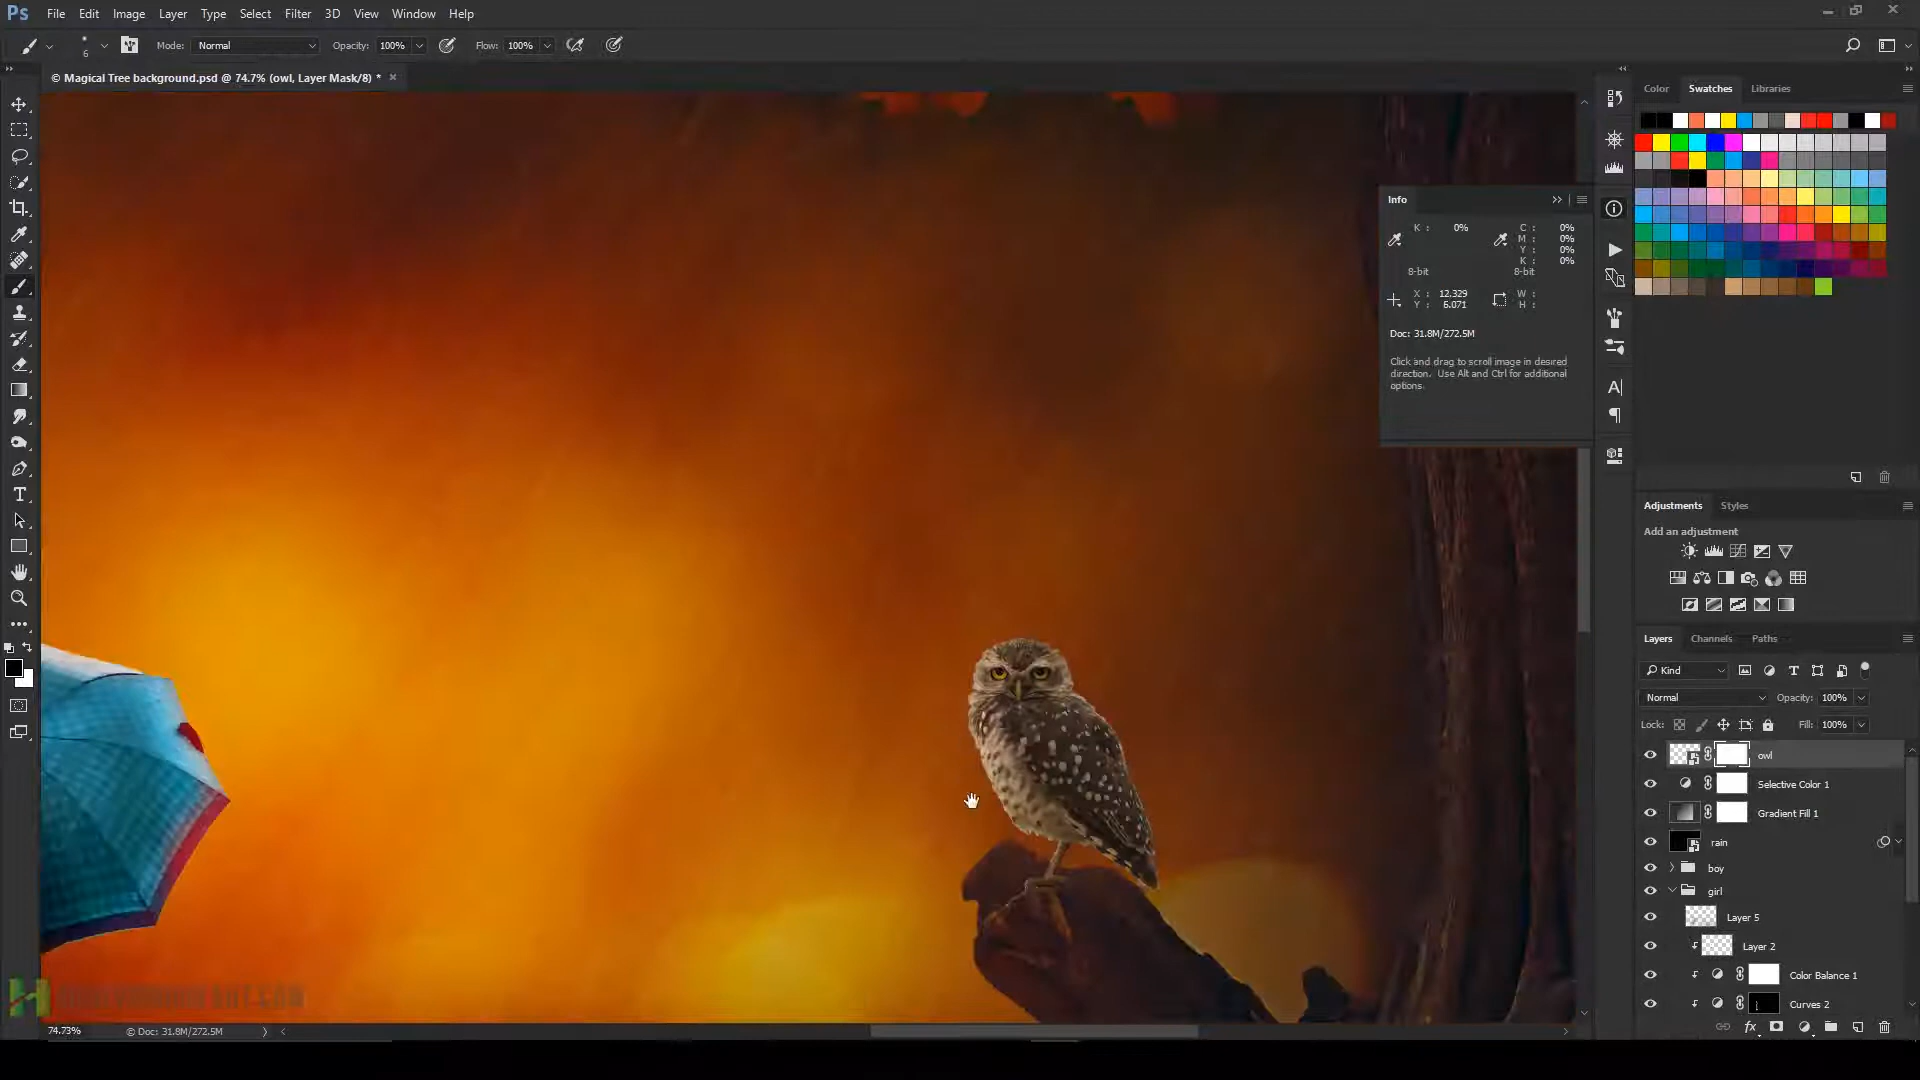 Ps File Edit Image Layer Type Select Filter 3D View Window Help
6 Mode: Normal Opacity: 100% Flow: 100%
© Magical Tree background.psd @ 74.7% (owl, Layer Mask/8) *
Color Swatches Libraries
Info
K : 0% C : 0%
M : 0%
Y : 0%
K : 0%
8-bit 8-bit
X : 12.329 W :
Y : 6.071 H :
Doc: 31.8M/272.5M
Click and drag to scroll image in desired
direction. Use Alt and Ctrl for additional
options.
Adjustments Styles
Add an adjustment
Layers Channels Paths
Kind
Normal Opacity: 100%
Lock: Fill: 100%
owl
Selective Color 1
Gradient Fill 1
rain
boy
girl
Layer 5
Layer 2
Color Balance 1
Curves 2
fx
74.73% © Doc: 31.8M/272.5M